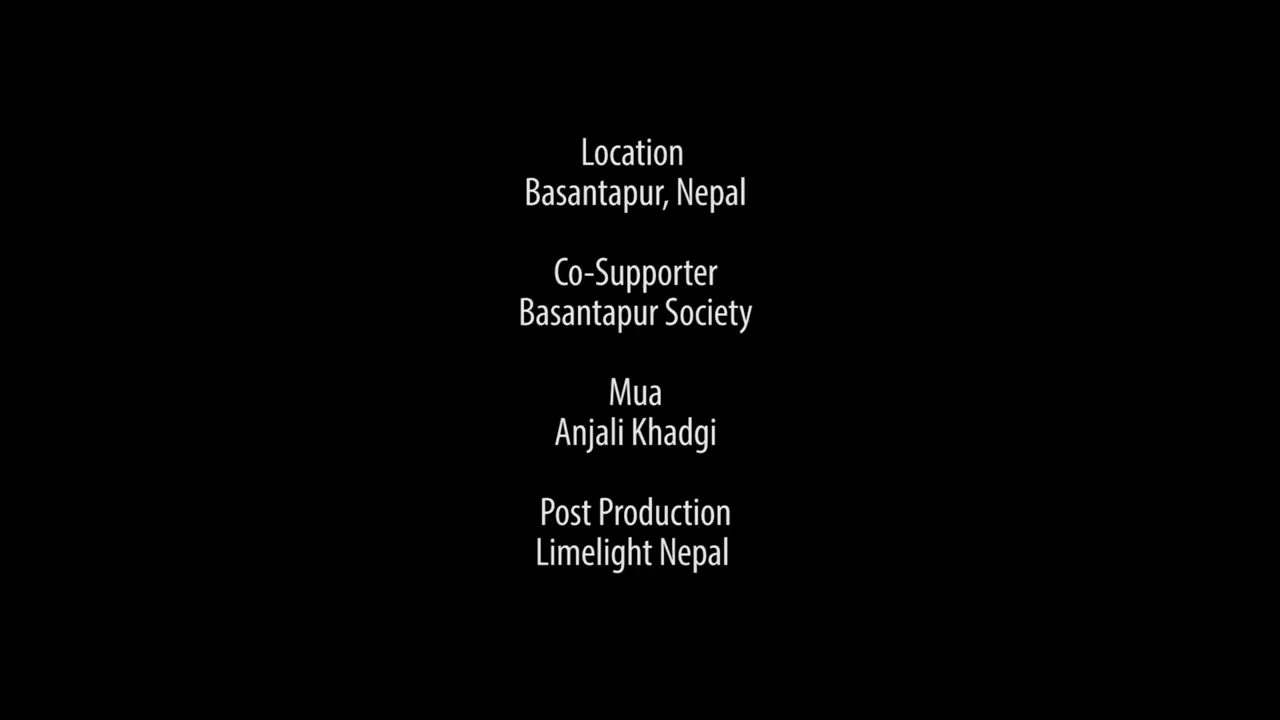 Location
Basantapur, Nepal
Co-Supporter
Basantapur Society
Mua
Anjali Khadgi
Post Production
Limelight Nepal